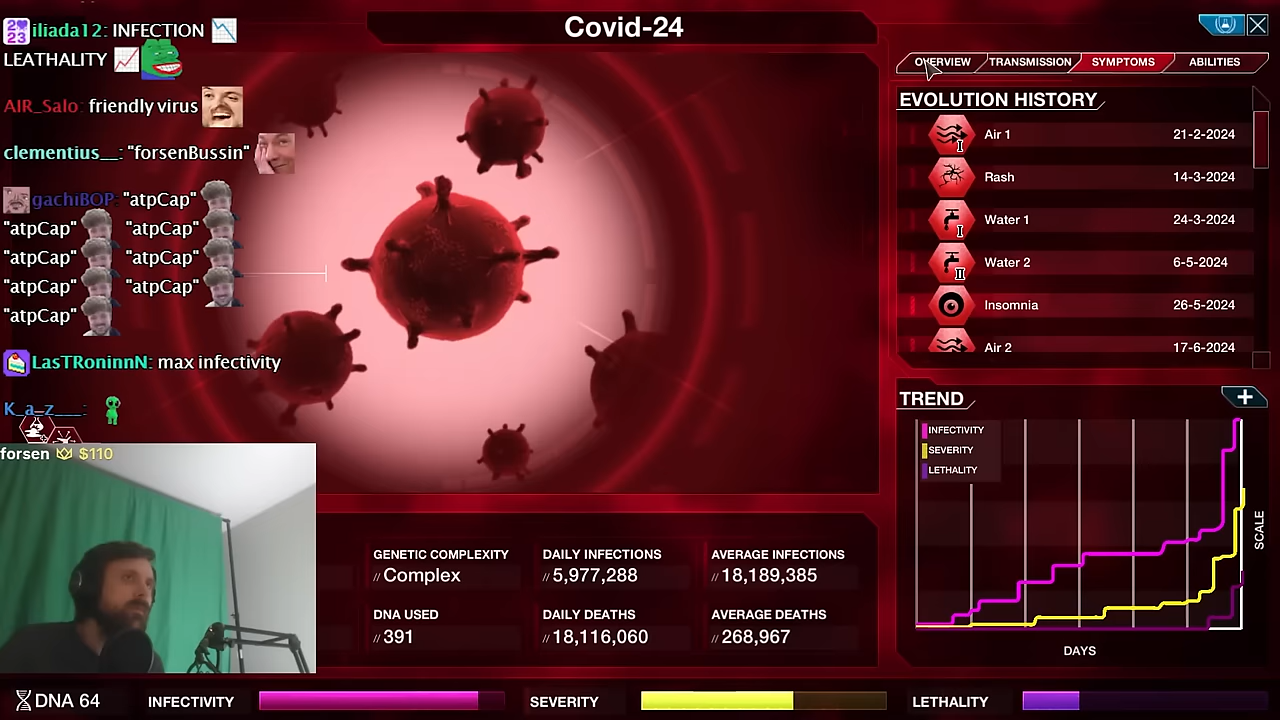 iliada12: INFECTION
LEATHALITY
AIR_Salo: friendly virus
clementius__: "forsenBussin"
gachiBOP: "atpCap"
"atpCap" "atpCap"
"atpCap" "atpCap"
"atpCap" "atpCap"
"atpCap"
LasTRoninnN: max infectivity
K_a_z___:
forsen $110
Covid-24
OVERVIEW TRANSMISSION SYMPTOMS ABILITIES
EVOLUTION HISTORY
I Air 1 21-2-2024
Rash 14-3-2024
I Water 1 24-3-2024
II Water 2 6-5-2024
Insomnia 26-5-2024
Air 2 17-6-2024
TREND
INFECTIVITY
SEVERITY
LETHALITY
SCALE
DAYS
GENETIC COMPLEXITY DAILY INFECTIONS AVERAGE INFECTIONS
// Complex // 5,977,288 // 18,189,385
DNA USED DAILY DEATHS AVERAGE DEATHS
// 391 // 18,116,060 // 268,967
DNA 64 INFECTIVITY SEVERITY LETHALITY